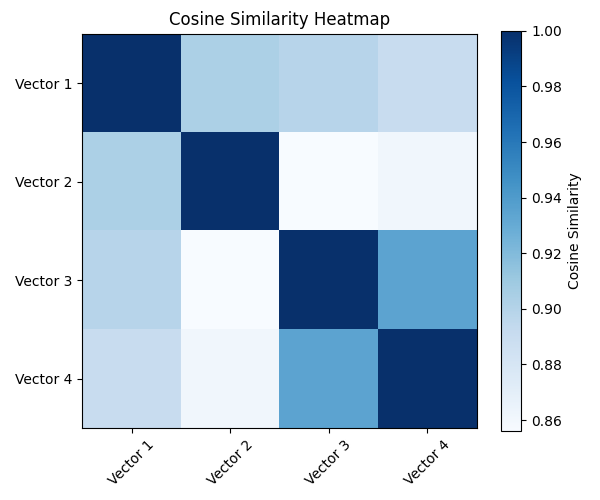 Cosine Similarity Heatmap
Vector 1
Vector 2
Vector 3
Vector 4
Vector 1
Vector 2
Vector 3
Vector 4
1.00
0.98
0.96
0.94
0.92
0.90
0.88
0.86
Cosine Similarity